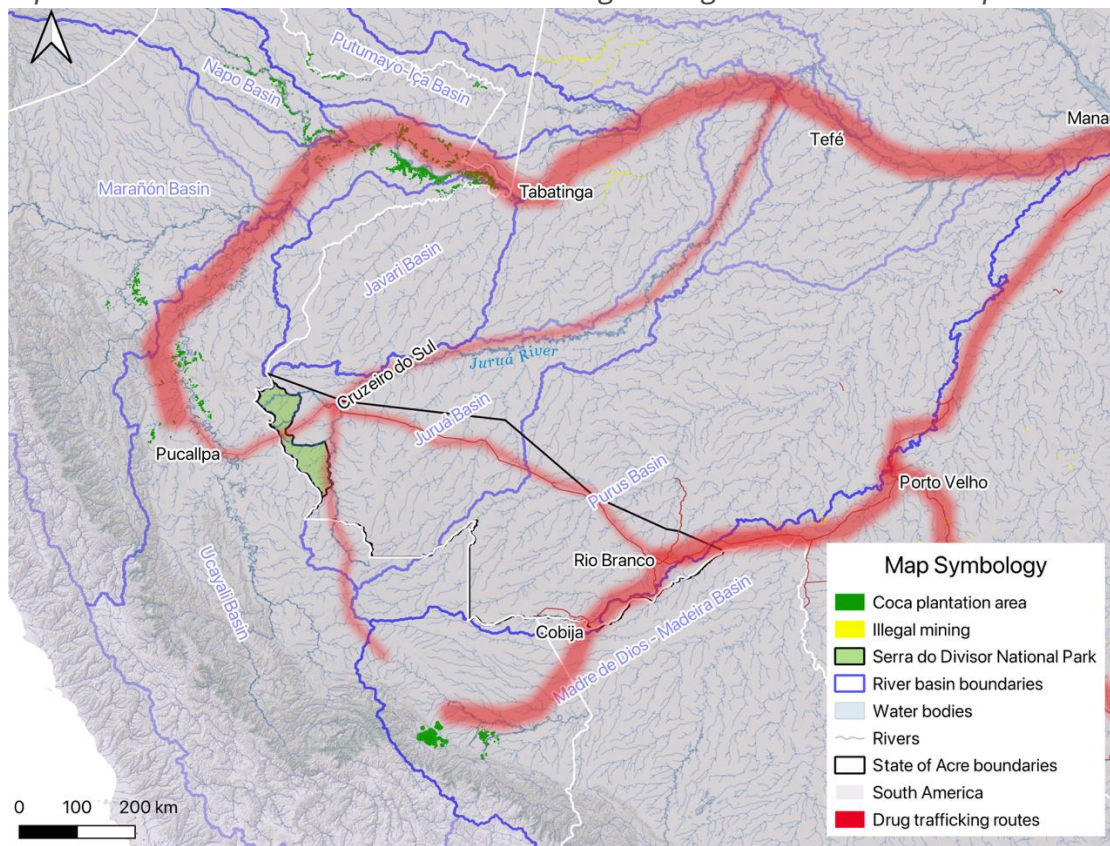 Putumayo-Içá Basin
Napo Basin
Mana
Tefé
Marañón Basin
Tabatinga
Javari Basin
Juruá River
Cruzeiro do Sul
Juruá Basin
Pucallpa
Purus Basin
Porto Velho
Rio Branco
Ucayali Basin
Cobija
Madre de Dios - Madeira Basin
Map Symbology
Coca plantation area
Illegal mining
Serra do Divisor National Park
River basin boundaries
Water bodies
Rivers
State of Acre boundaries
South America
Drug trafficking routes
0 100 200 km